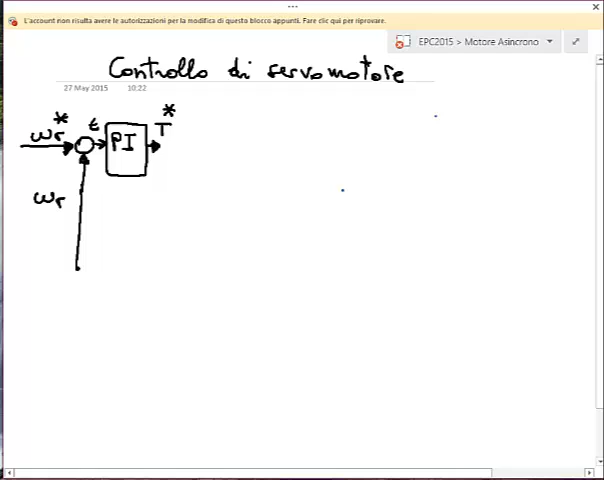 L'account non risulta avere le autorizzazioni per la modifica di questo blocco appunti. Fare clic qui per riprovare.
EPC2015 > Motore Asincrono
Controllo di servomotore
27 May 2015 10:22
ωr* ε PI T*
ωr